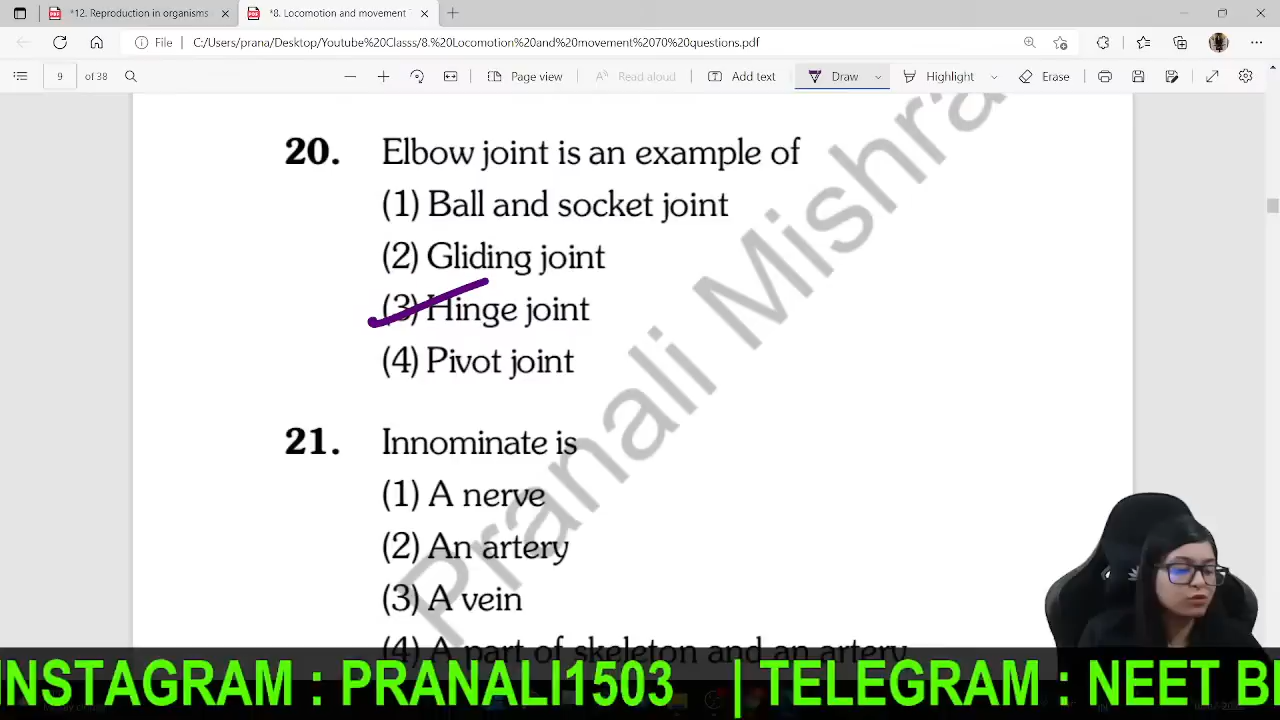 *12. Reproduction in organisms
*8. Locomotion and movement
File
C:/Users/prana/Desktop/Youtube%20Classs/8.%20Locomotion%20and%20movement%2070%20questions.pdf
9 of 38
Page view
Read aloud
Add text
Draw
Highlight
Erase
20. Elbow joint is an example of
(1) Ball and socket joint
(2) Gliding joint
(3) Hinge joint
(4) Pivot joint
21. Innominate is
(1) A nerve
(2) An artery
(3) A vein
(4) A part of skeleton and an artery
Pranali Mishra
INSTAGRAM : PRANALI1503 | TELEGRAM : NEET B